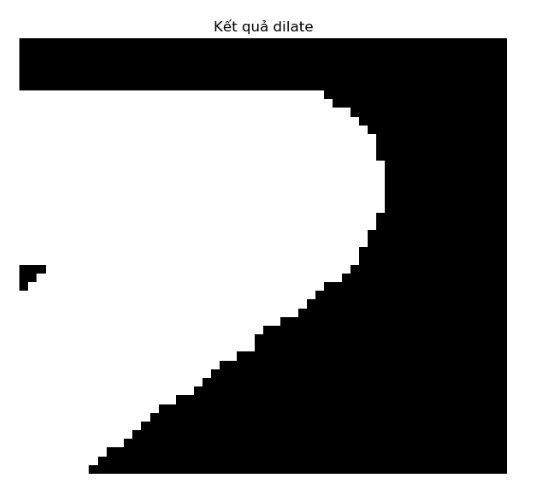 Kết quả dilate